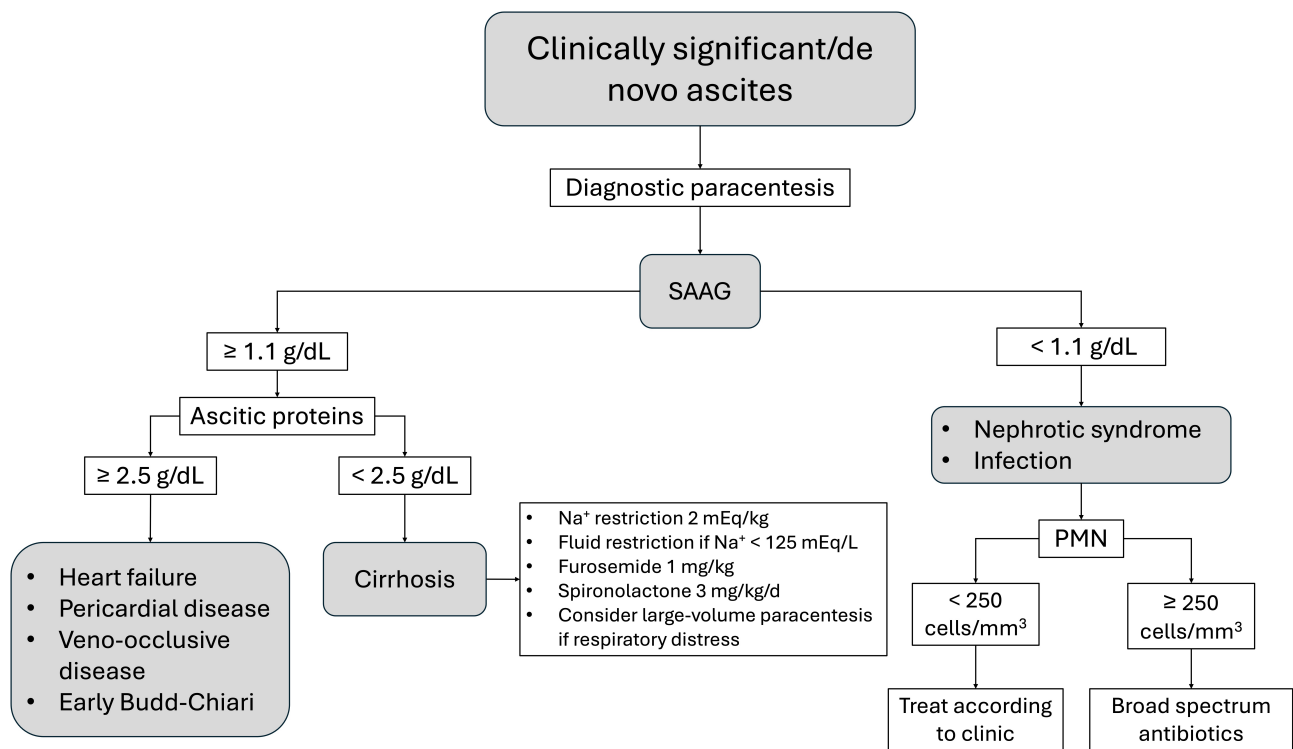 Clinically significant/de
novo ascites
Diagnostic paracentesis
SAAG
≥ 1.1 g/dL
< 1.1 g/dL
Ascitic proteins
≥ 2.5 g/dL
< 2.5 g/dL
• Heart failure
• Pericardial disease
• Veno-occlusive
disease
• Early Budd-Chiari
Cirrhosis
• Na⁺ restriction 2 mEq/kg
• Fluid restriction if Na⁺ < 125 mEq/L
• Furosemide 1 mg/kg
• Spironolactone 3 mg/kg/d
• Consider large-volume paracentesis
if respiratory distress
• Nephrotic syndrome
• Infection
PMN
< 250
cells/mm³
≥ 250
cells/mm³
Treat according
to clinic
Broad spectrum
antibiotics